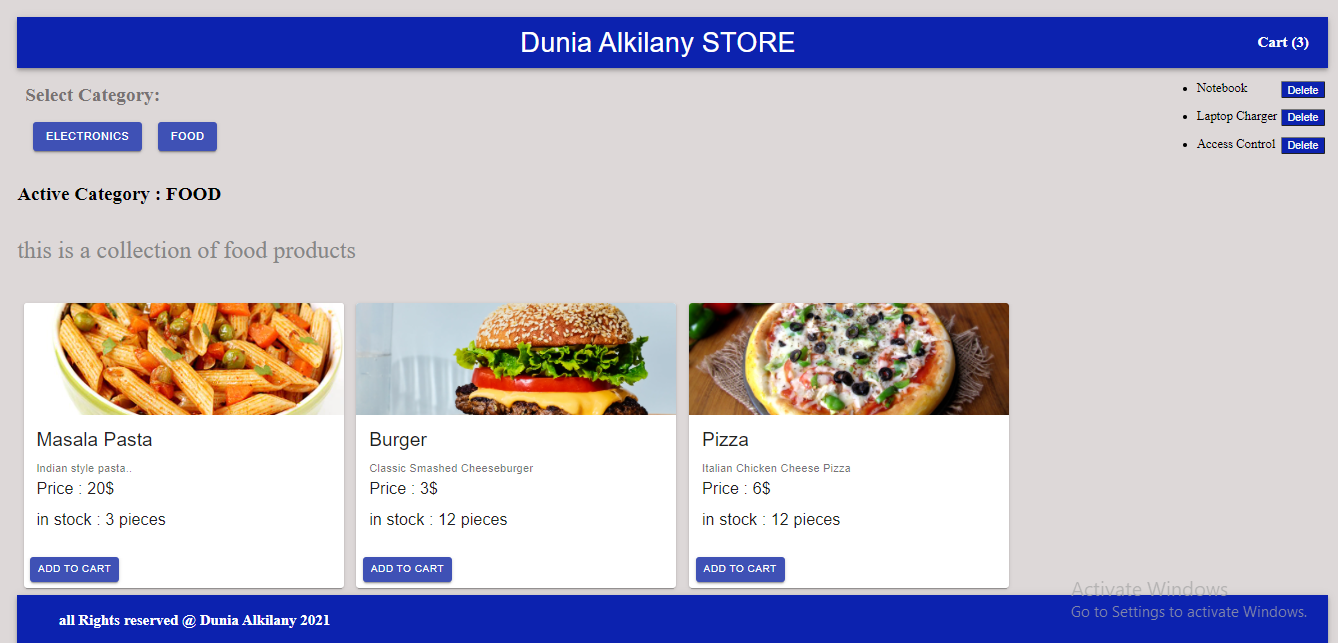 Dunia Alkilany STORE
Cart (3)
Select Category:
ELECTRONICS
FOOD
Notebook
Delete
Laptop Charger
Delete
Access Control
Delete
Active Category : FOOD
this is a collection of food products
Masala Pasta
Indian style pasta..
Price : 20$
in stock : 3 pieces
ADD TO CART
Burger
Classic Smashed Cheeseburger
Price : 3$
in stock : 12 pieces
ADD TO CART
Pizza
Italian Chicken Cheese Pizza
Price : 6$
in stock : 12 pieces
ADD TO CART
Activate Windows
Go to Settings to activate Windows.
all Rights reserved @ Dunia Alkilany 2021